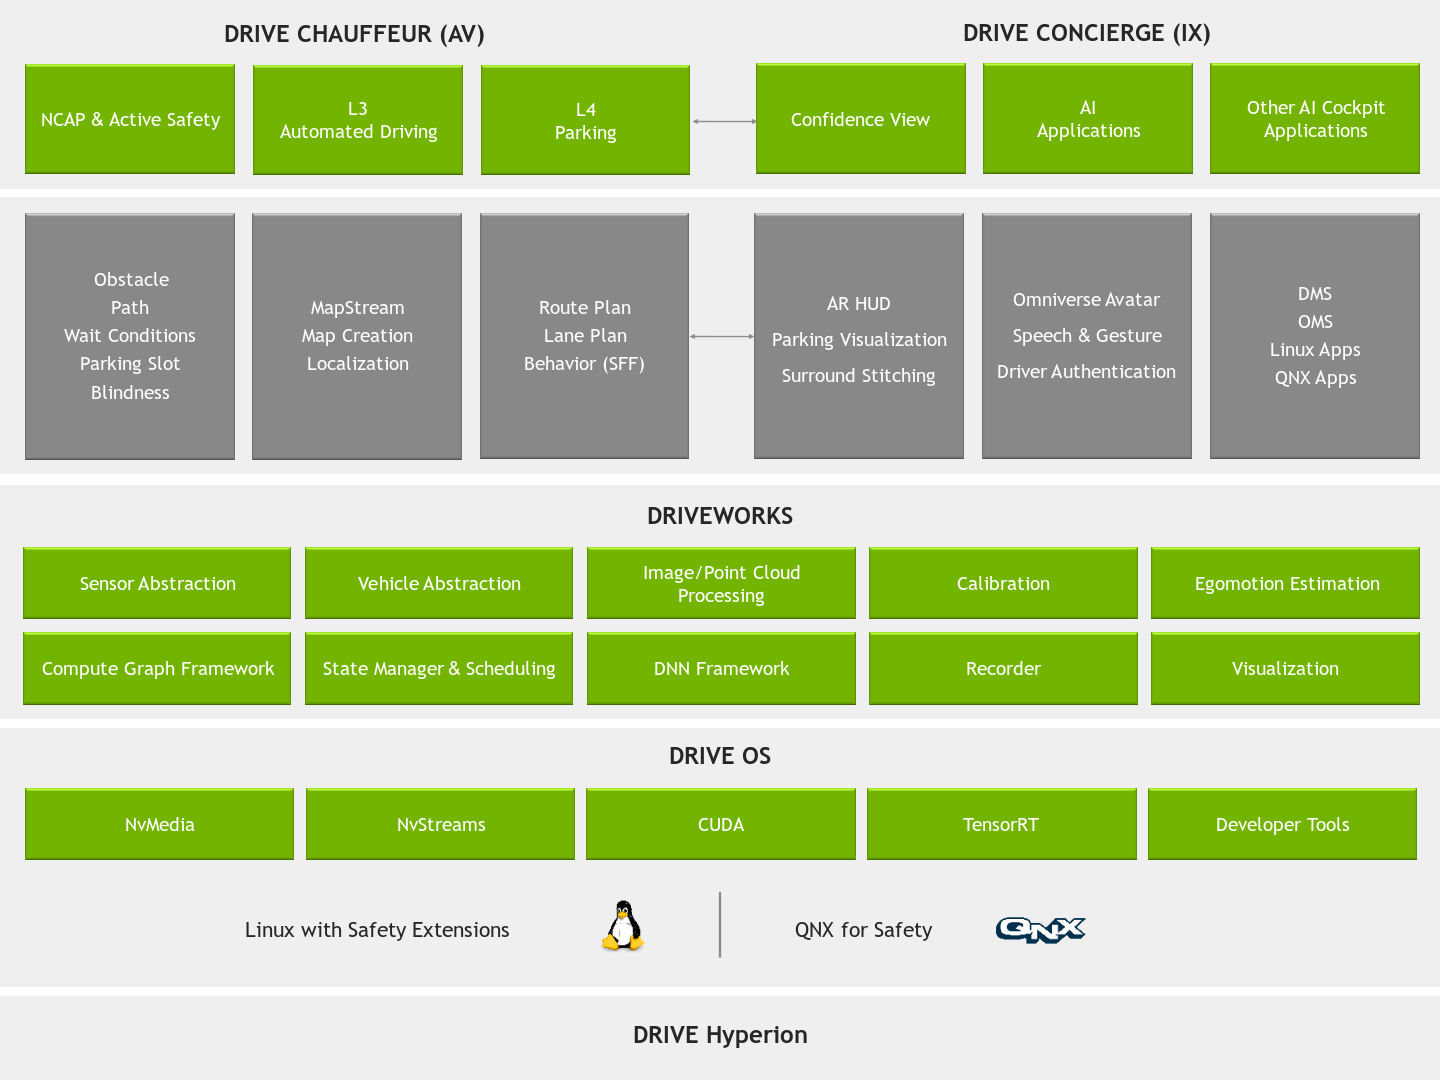 DRIVE CHAUFFEUR (AV)
DRIVE CONCIERGE (IX)
NCAP & Active Safety
L3
Automated Driving
L4
Parking
Confidence View
AI
Applications
Other AI Cockpit
Applications
Obstacle
Path
Wait Conditions
Parking Slot
Blindness
MapStream
Map Creation
Localization
Route Plan
Lane Plan
Behavior (SFF)
AR HUD
Parking Visualization
Surround Stitching
Omniverse Avatar
Speech & Gesture
Driver Authentication
DMS
OMS
Linux Apps
QNX Apps
DRIVEWORKS
Sensor Abstraction
Vehicle Abstraction
Image/Point Cloud
Processing
Calibration
Egomotion Estimation
Compute Graph Framework
State Manager & Scheduling
DNN Framework
Recorder
Visualization
DRIVE OS
NvMedia
NvStreams
CUDA
TensorRT
Developer Tools
Linux with Safety Extensions
QNX for Safety
QNX
DRIVE Hyperion